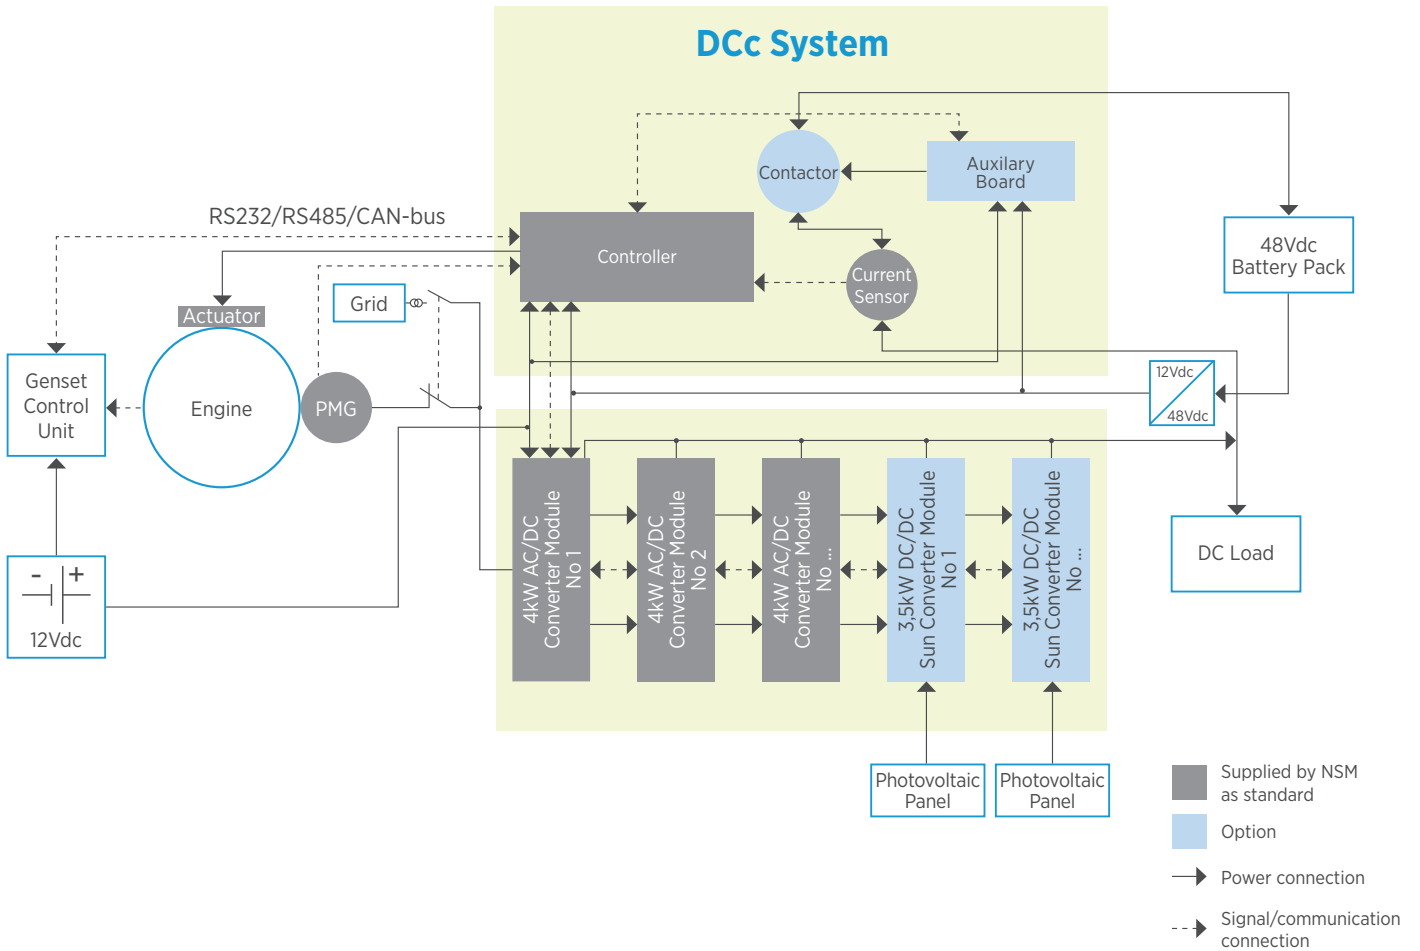 DCc System
Contactor
Auxilary
Board
RS232/RS485/CAN-bus
Controller
48Vdc
Battery Pack
Current
Sensor
Grid
Actuator
Genset
Control
Unit
Engine
PMG
12Vdc
48Vdc
4kW AC/DC
Converter Module
No 1
4kW AC/DC
Converter Module
No 2
4kW AC/DC
Converter Module
No ...
3,5kW DC/DC
Sun Converter Module
No 1
3,5kW DC/DC
Sun Converter Module
No ...
DC Load
- +
12Vdc
Photovoltaic
Panel
Photovoltaic
Panel
Supplied by NSM
as standard
Option
Power connection
Signal/communication
connection